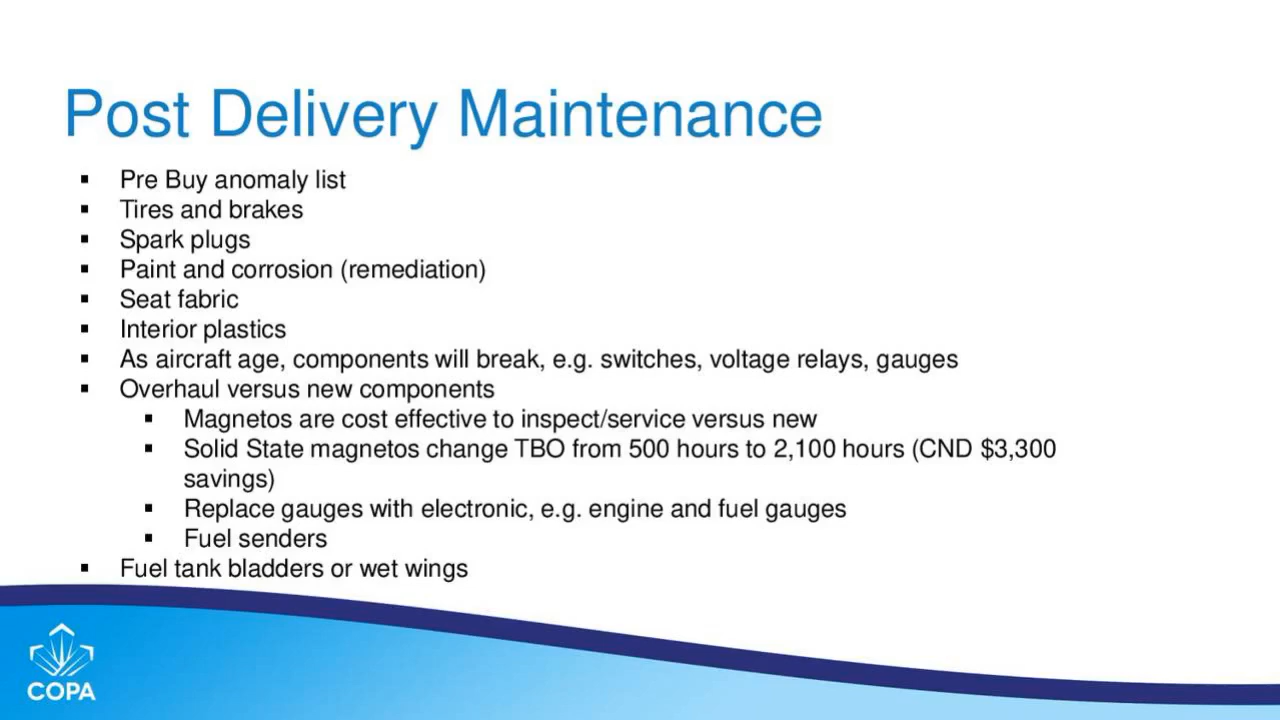 Post Delivery Maintenance
▪ Pre Buy anomaly list
▪ Tires and brakes
▪ Spark plugs
▪ Paint and corrosion (remediation)
▪ Seat fabric
▪ Interior plastics
▪ As aircraft age, components will break, e.g. switches, voltage relays, gauges
▪ Overhaul versus new components
▪ Magnetos are cost effective to inspect/service versus new
▪ Solid State magnetos change TBO from 500 hours to 2,100 hours (CND $3,300
savings)
▪ Replace gauges with electronic, e.g. engine and fuel gauges
▪ Fuel senders
▪ Fuel tank bladders or wet wings
COPA